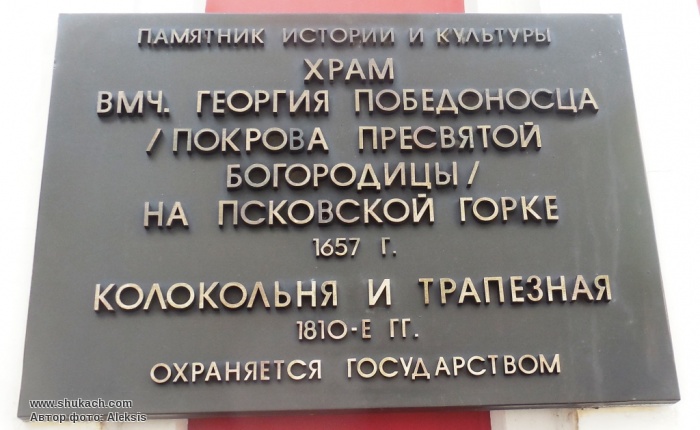 ПАМЯТНИК ИСТОРИИ И КУЛЬТУРЫ
ХРАМ
ВМЧ. ГЕОРГИЯ ПОБЕДОНОСЦА
/ПОКРОВА ПРЕСВЯТОЙ
БОГОРОДИЦЫ/
НА ПСКОВСКОЙ ГОРКЕ
1657 Г.
КОЛОКОЛЬНЯ И ТРАПЕЗНАЯ
1810-Е ГГ.
ОХРАНЯЕТСЯ ГОСУДАРСТВОМ
www.shukach.com
Автор фото: Aleksis